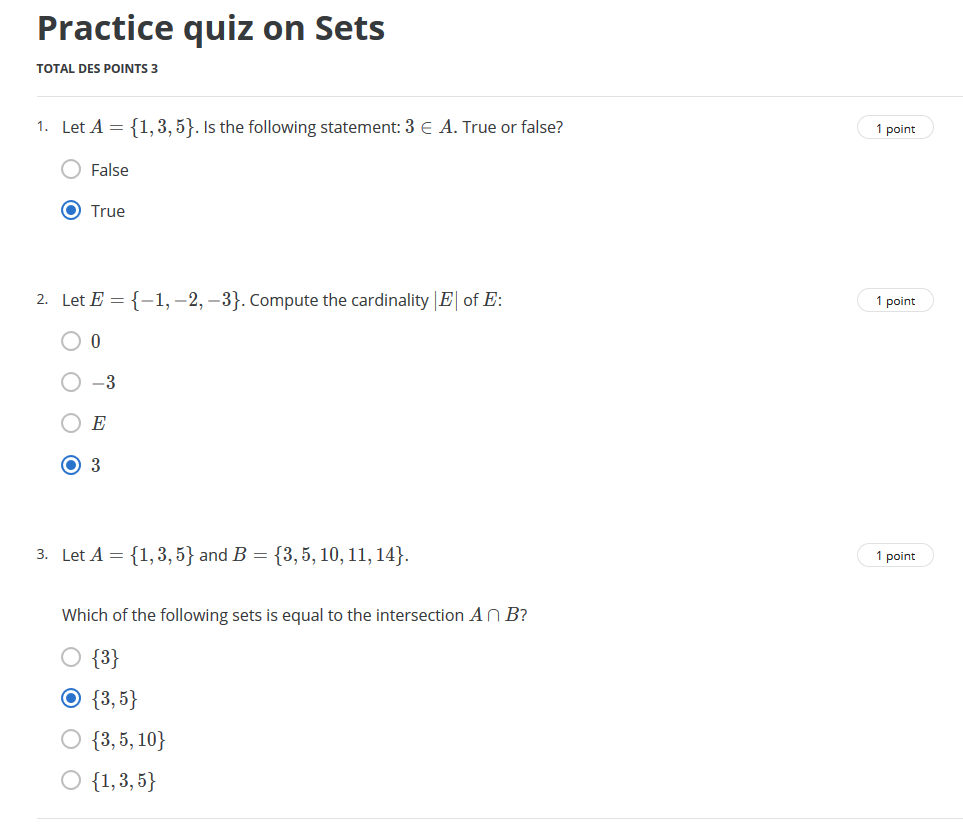 Practice quiz on Sets
TOTAL DES POINTS 3
1. Let A = {1, 3, 5}. Is the following statement: 3 ∈ A. True or false?
1 point
False
True
2. Let E = {−1, −2, −3}. Compute the cardinality |E| of E:
1 point
0
−3
E
3
3. Let A = {1, 3, 5} and B = {3, 5, 10, 11, 14}.
1 point
Which of the following sets is equal to the intersection A ∩ B?
{3}
{3, 5}
{3, 5, 10}
{1, 3, 5}